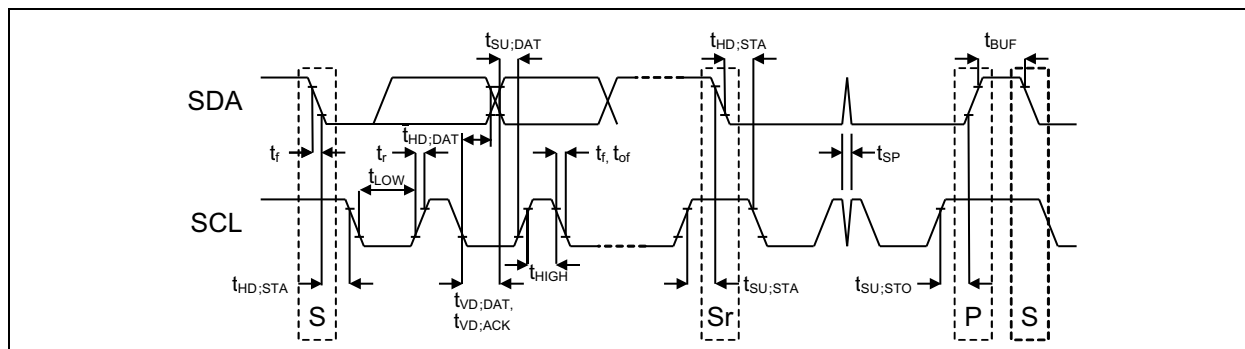 tSU;DAT
tHD;STA
tBUF
SDA
tHD;DAT
tf
tr
tf, tof
tSP
tLOW
SCL
tHIGH
tHD;STA
tVD;DAT,
tVD;ACK
tSU;STA
tSU;STO
S
Sr
P
S